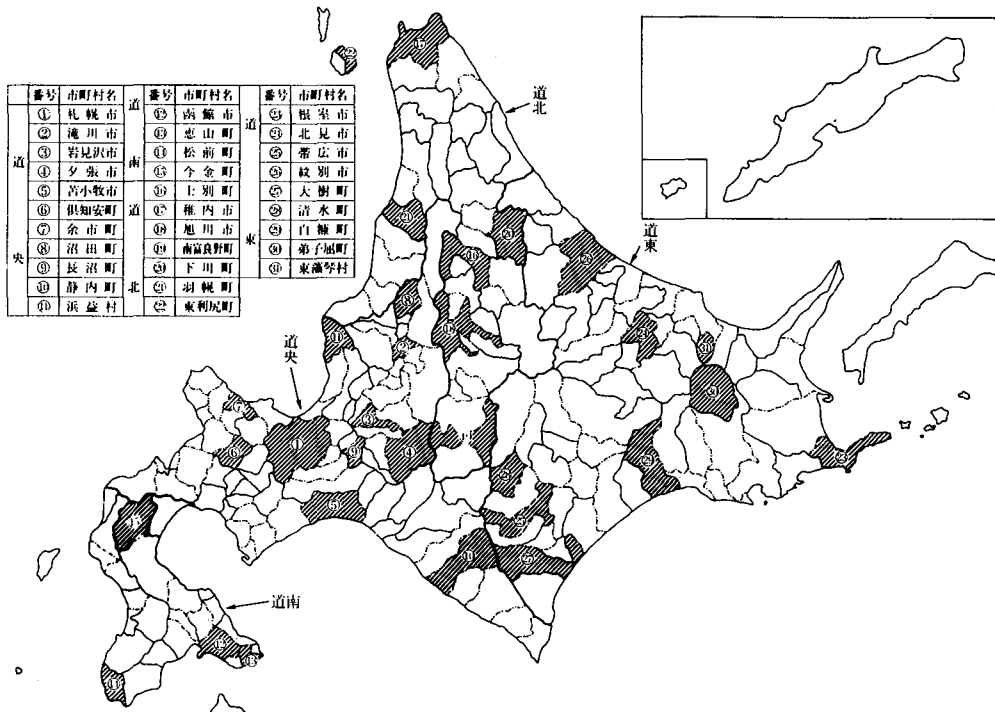 番号 市町村名 道 番号 市町村名 道 番号 市町村名
① 札幌市 ⑫ 函館市 ㉓ 根室市
② 滝川市 ⑬ 恵山町 ㉔ 北見市
③ 岩見沢市 南 ⑭ 松前町 ㉕ 帯広市
道 ④ 夕張市 ⑮ 今金町 ㉖ 紋別市
⑤ 苫小牧市 道 ⑯ 士別町 ㉗ 大樹町
⑥ 倶知安町 ⑰ 稚内市 ㉘ 清水町
⑦ 余市町 ⑱ 旭川市 東 ㉙ 白糠町
央 ⑧ 沼田町 ⑲ 南富良野町 ㉚ 弟子屈町
⑨ 長沼町 ⑳ 下川町 ㉛ 東藻琴村
⑩ 静内町 北 ㉑ 羽幌町
⑪ 浜益村 ㉒ 東利尻町
道北
道東
道央
道南